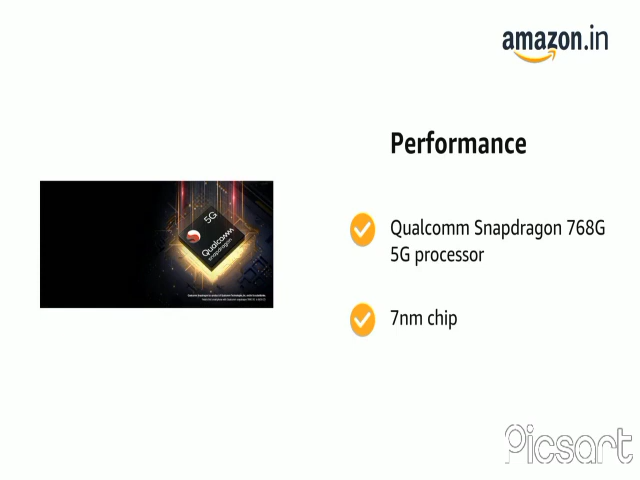 amazon.in
Performance
5G
Qualcomm
snapdragon
Qualcomm Snapdragon 768G
5G processor
7nm chip
Picsart